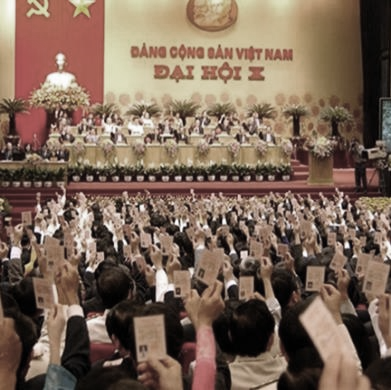 ĐẢNG CỘNG SẢN VIỆT NAM
ĐẠI HỘI X